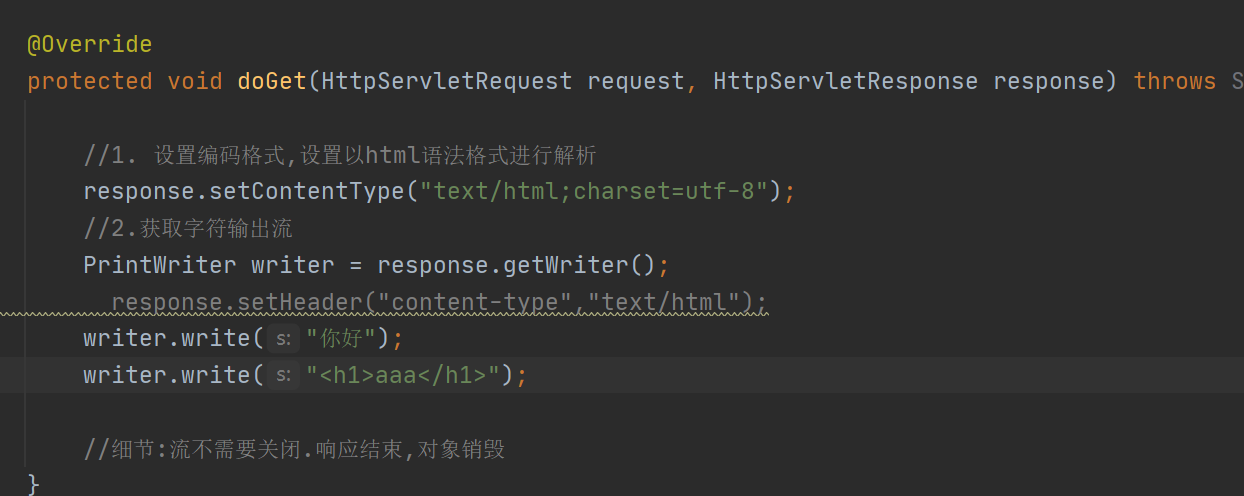 @Override
protected void doGet(HttpServletRequest request, HttpServletResponse response) throws S
//1. 设置编码格式,设置以html语法格式进行解析
response.setContentType("text/html;charset=utf-8");
//2.获取字符输出流
PrintWriter writer = response.getWriter();
response.setHeader("content-type","text/html");
writer.write( s: "你好");
writer.write( s: "<h1>aaa</h1>");
//细节:流不需要关闭.响应结束,对象销毁
}